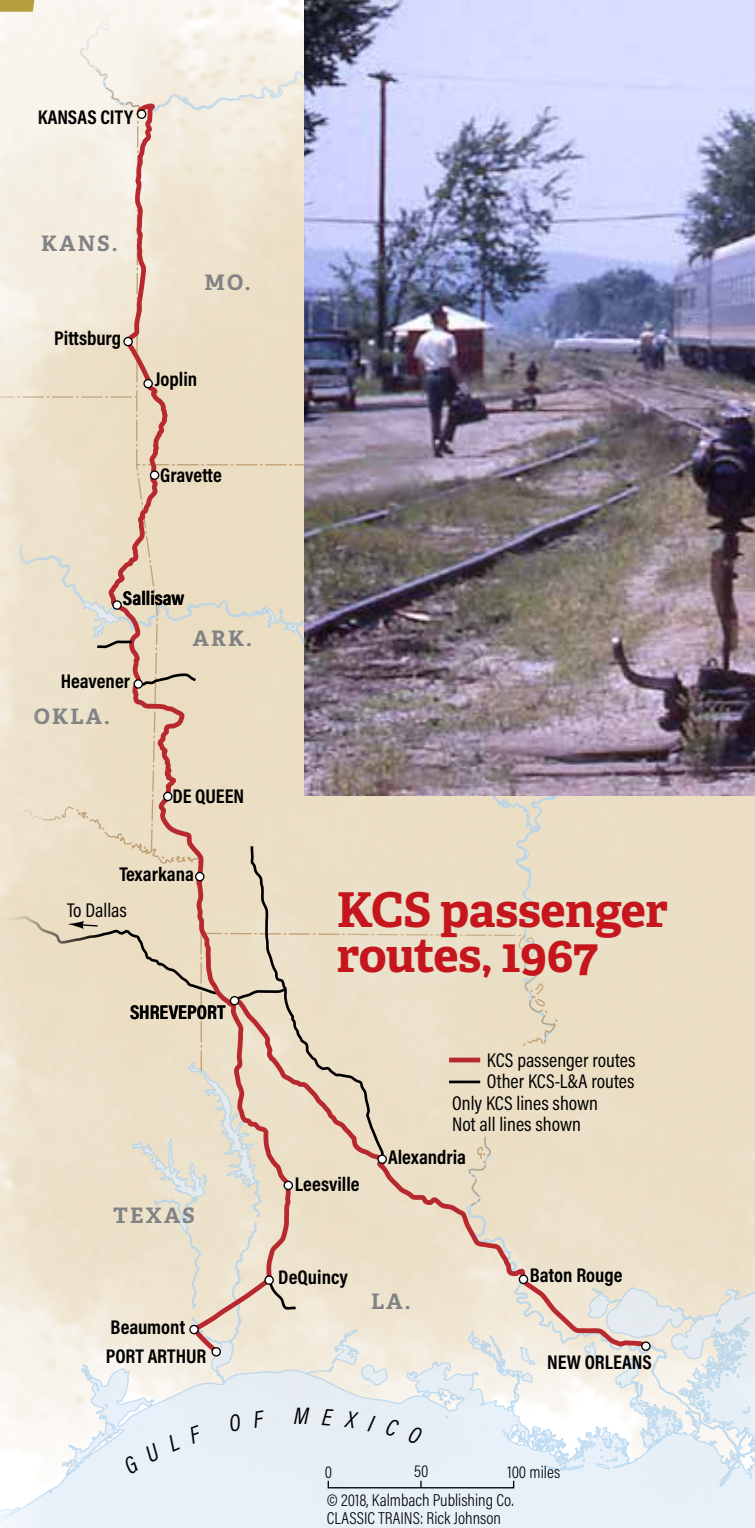 KANSAS CITY
KANS.
MO.
Pittsburg
Joplin
Gravette
Sallisaw
ARK.
Heavener
OKLA.
DE QUEEN
Texarkana
To Dallas
KCS passenger
routes, 1967
SHREVEPORT
KCS passenger routes
Other KCS-L&A routes
Only KCS lines shown
Not all lines shown
Alexandria
Leesville
TEXAS
DeQuincy
Baton Rouge
LA.
Beaumont
PORT ARTHUR
NEW ORLEANS
GULF OF MEXICO
0 50 100 miles
© 2018, Kalmbach Publishing Co.
CLASSIC TRAINS: Rick Johnson